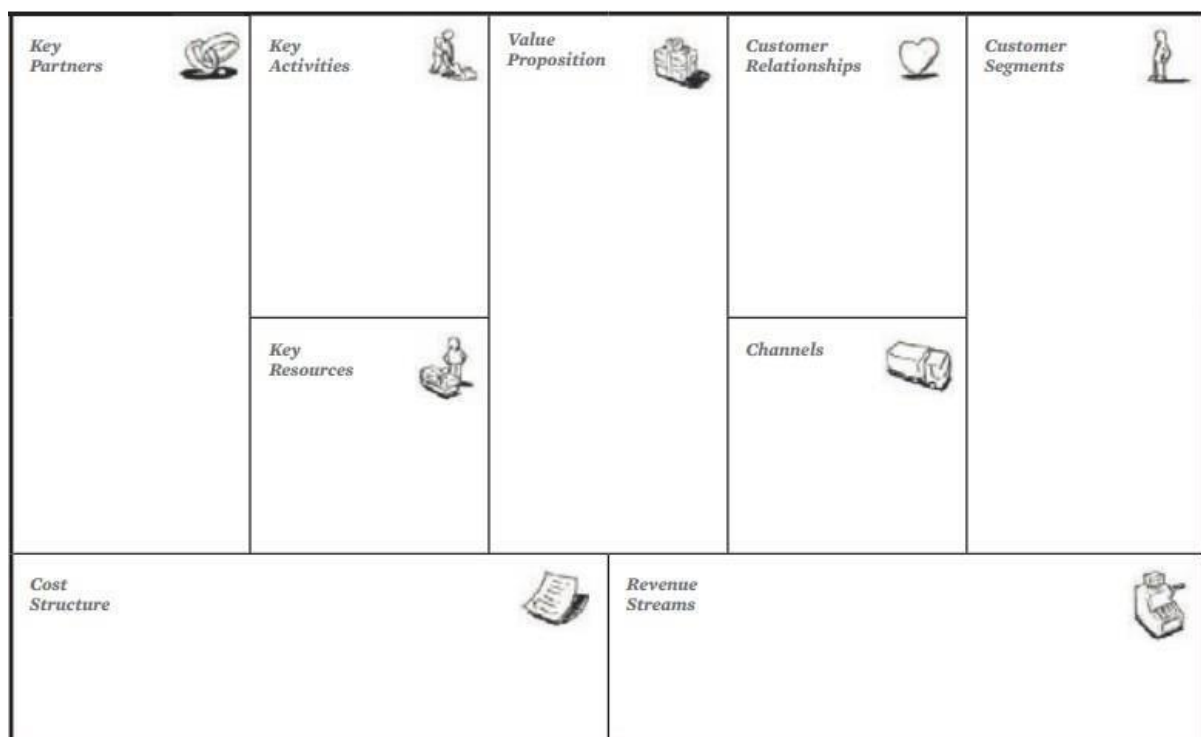 Key
Partners
Key
Activities
Value
Proposition
Customer
Relationships
Customer
Segments
Key
Resources
Channels
Cost
Structure
Revenue
Streams